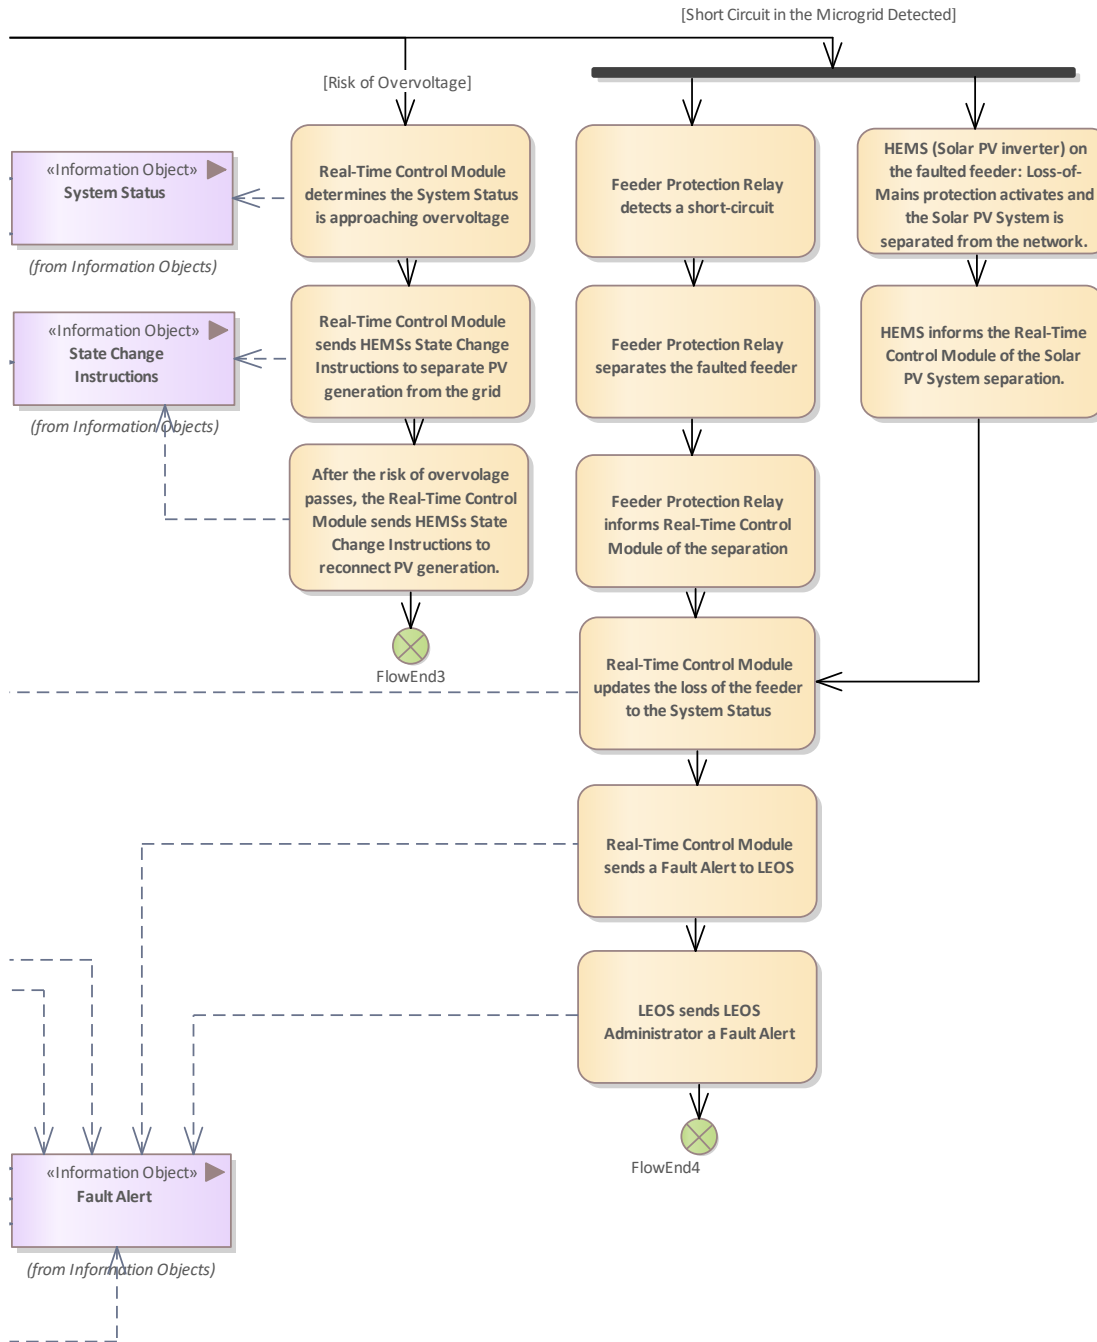 [Short Circuit in the Microgrid Detected]
[Risk of Overvoltage]
«Information Object»
System Status
(from Information Objects)
Real-Time Control Module
determines the System Status
is approaching overvoltage
Feeder Protection Relay
detects a short-circuit
HEMS (Solar PV inverter) on
the faulted feeder: Loss-of-
Mains protection activates and
the Solar PV System is
separated from the network.
«Information Object»
State Change
Instructions
(from Information Objects)
Real-Time Control Module
sends HEMSs State Change
Instructions to separate PV
generation from the grid
Feeder Protection Relay
separates the faulted feeder
HEMS informs the Real-Time
Control Module of the Solar
PV System separation.
After the risk of overvolage
passes, the Real-Time Control
Module sends HEMSs State
Change Instructions to
reconnect PV generation.
Feeder Protection Relay
informs Real-Time Control
Module of the separation
FlowEnd3
Real-Time Control Module
updates the loss of the feeder
to the System Status
Real-Time Control Module
sends a Fault Alert to LEOS
LEOS sends LEOS
Administrator a Fault Alert
FlowEnd4
«Information Object»
Fault Alert
(from Information Objects)